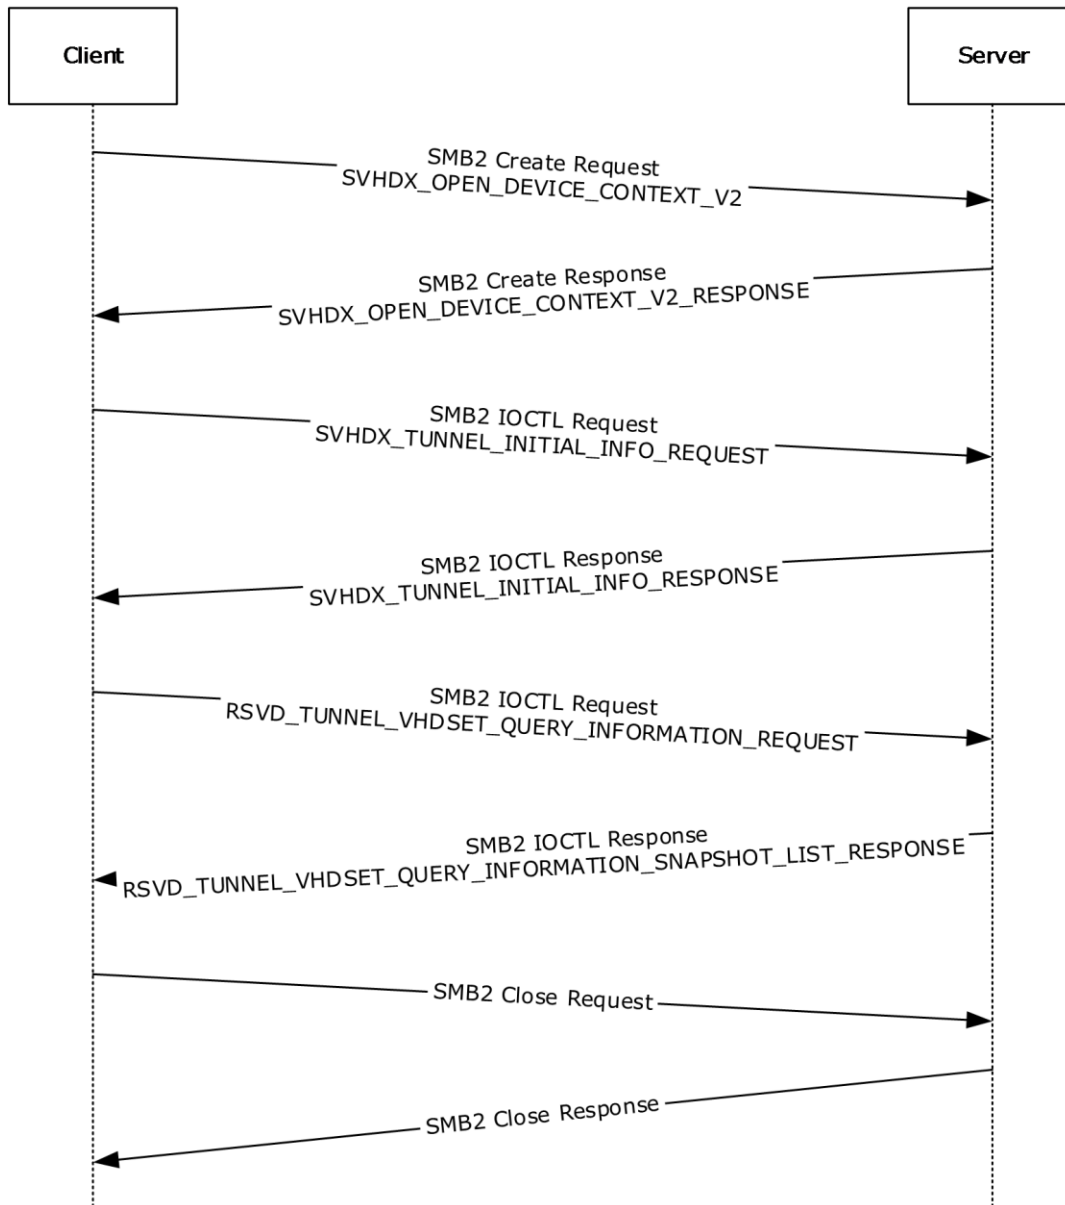 Client
Server
SMB2 Create Request
SVHDX_OPEN_DEVICE_CONTEXT_V2
SMB2 Create Response
SVHDX_OPEN_DEVICE_CONTEXT_V2_RESPONSE
SMB2 IOCTL Request
SVHDX_TUNNEL_INITIAL_INFO_REQUEST
SMB2 IOCTL Response
SVHDX_TUNNEL_INITIAL_INFO_RESPONSE
SMB2 IOCTL Request
RSVD_TUNNEL_VHDSET_QUERY_INFORMATION_REQUEST
SMB2 IOCTL Response
RSVD_TUNNEL_VHDSET_QUERY_INFORMATION_SNAPSHOT_LIST_RESPONSE
SMB2 Close Request
SMB2 Close Response